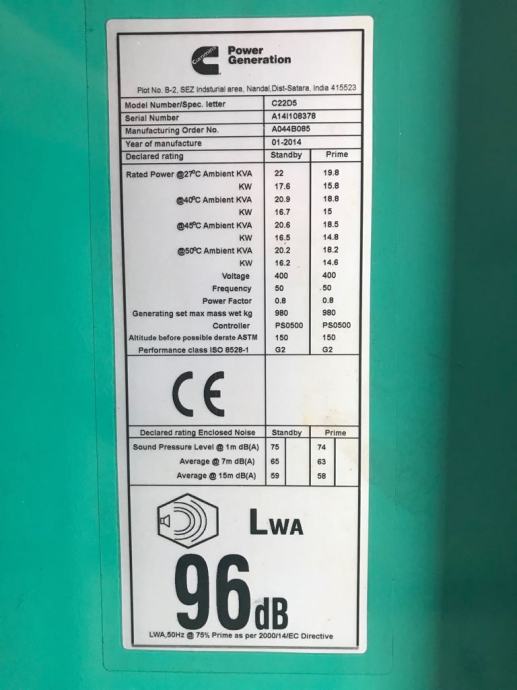 Cummins
Power
Generation
Plot No. B-2, SEZ Indsturial area, Nandal,Dist-Satara, India 415523
Model Number/Spec. letter C22D5
Serial Number A14I108378
Manufacturing Order No. A044B085
Year of manufacture 01-2014
Declared rating Standby Prime
Rated Power @27ºC Ambient KVA 22 19.8
KW 17.6 15.8
@40ºC Ambient KVA 20.9 18.8
KW 16.7 15
@45ºC Ambient KVA 20.6 18.5
KW 16.5 14.8
@50ºC Ambient KVA 20.2 18.2
KW 16.2 14.6
Voltage 400 400
Frequency 50 50
Power Factor 0.8 0.8
Generating set max mass wet kg 980 980
Controller PS0500 PS0500
Altitude before possible derate ASTM 150 150
Performance class ISO 8528-1 G2 G2
CE
Declared rating Enclosed Noise Standby Prime
Sound Pressure Level @ 1m dB(A) 75 74
Average @ 7m dB(A) 65 63
Average @ 15m dB(A) 59 58
LWA
96 dB
LWA,50Hz @ 75% Prime as per 2000/14/EC Directive